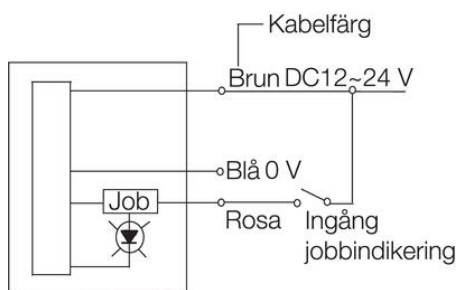 Kabelfärg
Brun DC12~24 V
Blå 0 V
Job
Rosa
Ingång
jobbindikering